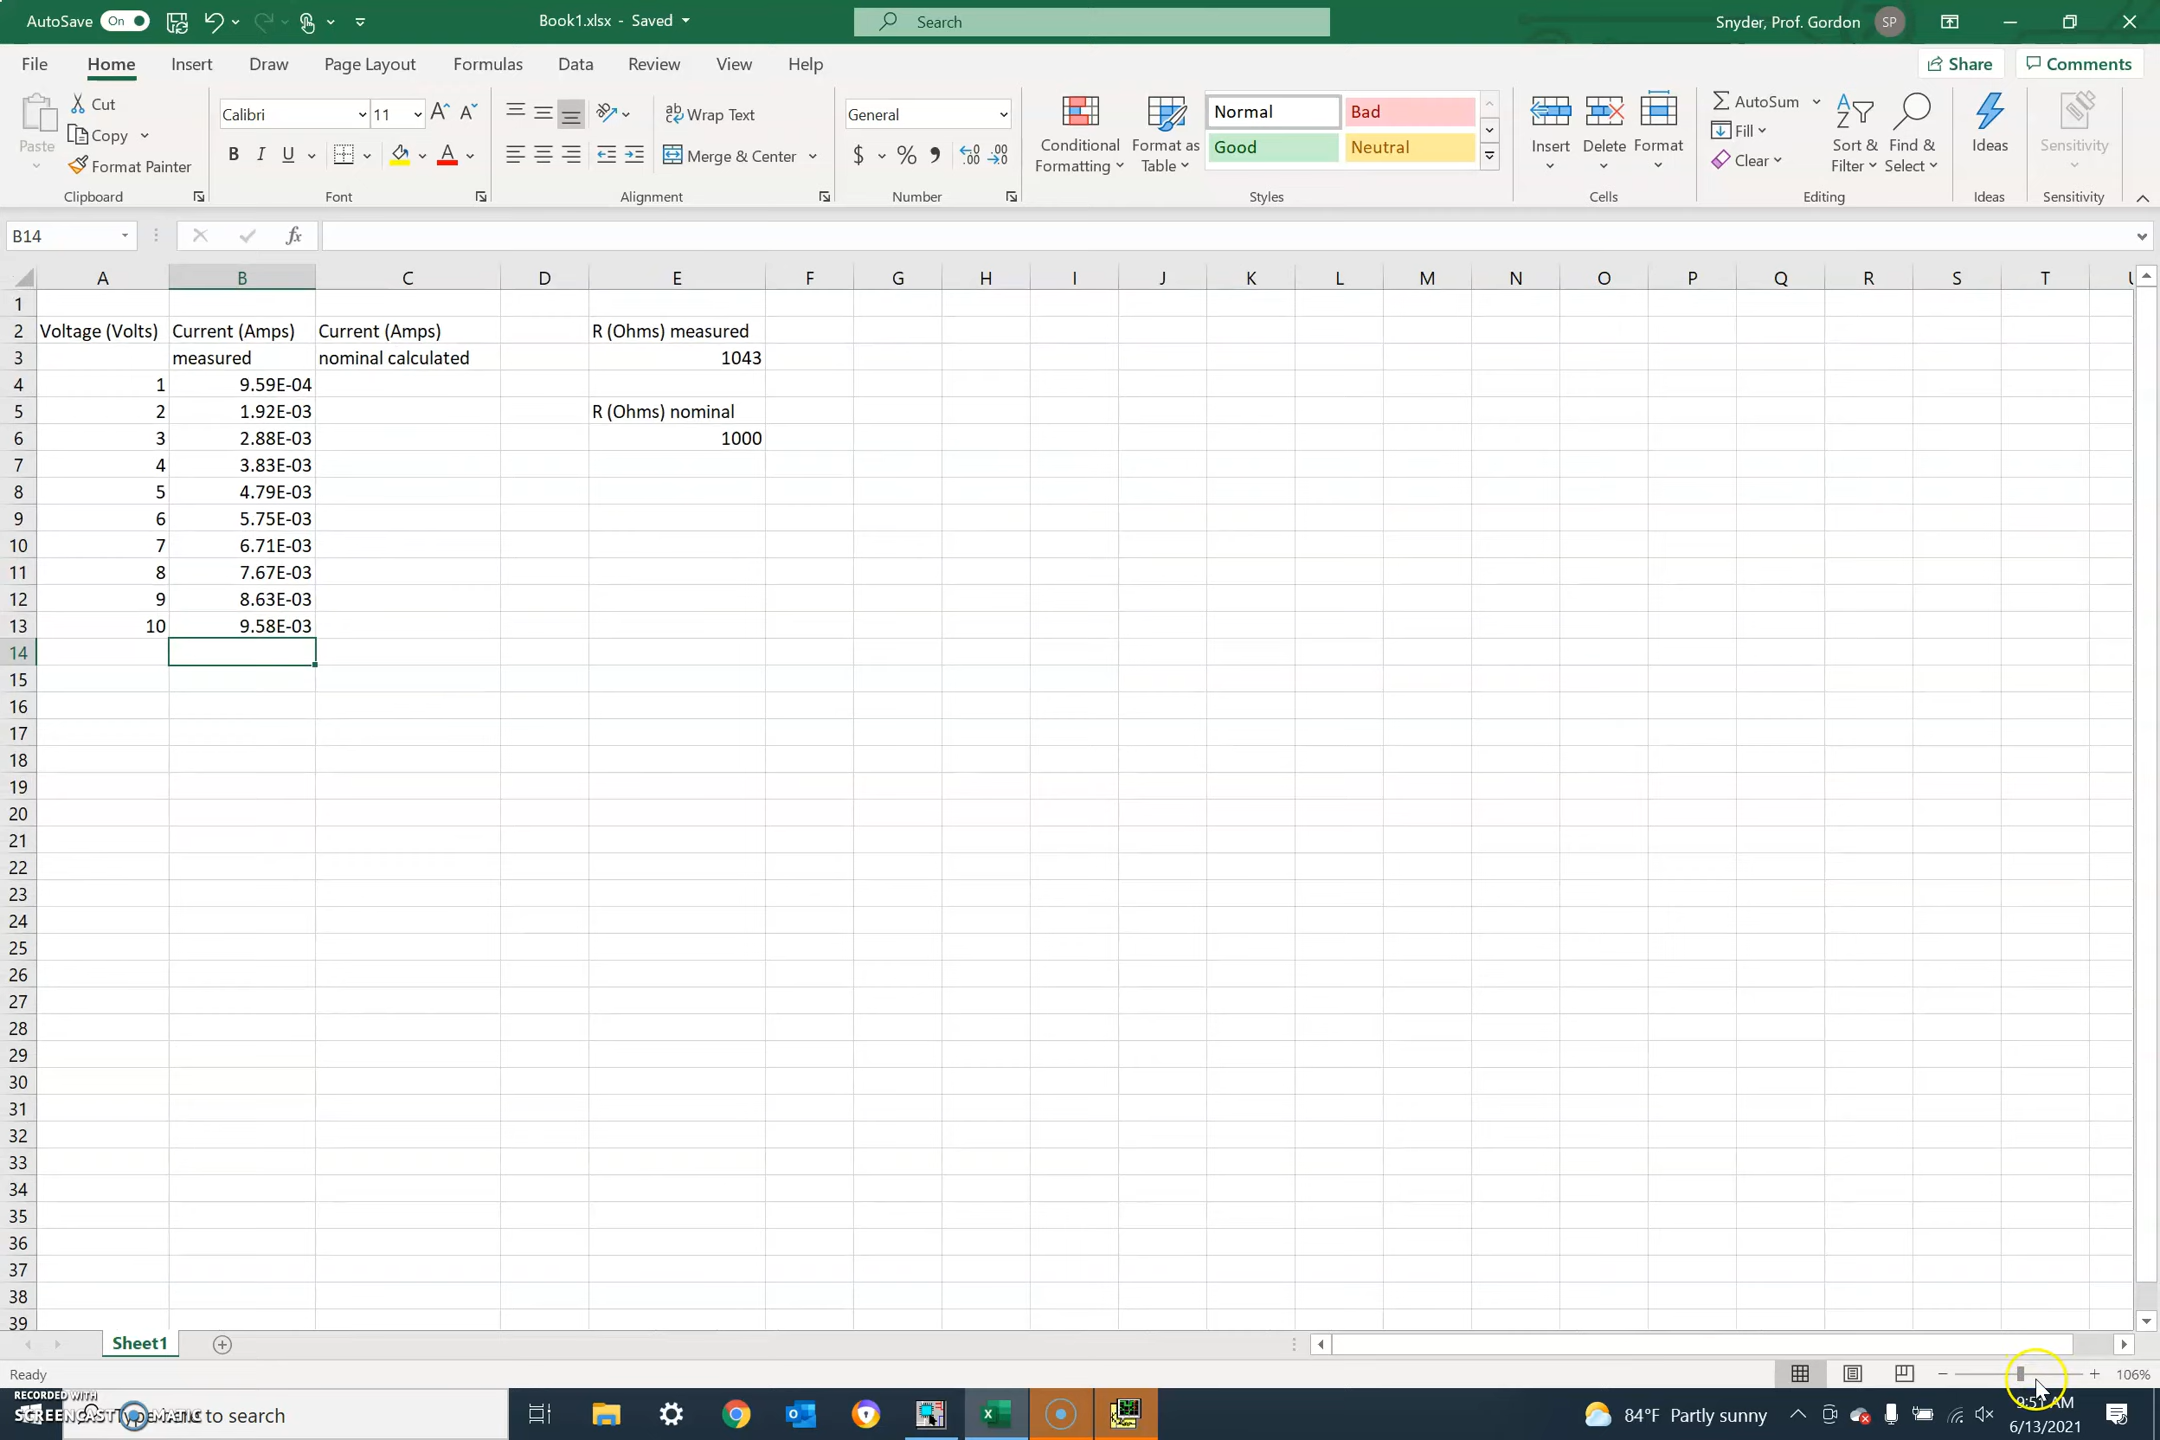 AutoSave On Book1.xlsx - Saved Search Snyder, Prof. Gordon SP
File Home Insert Draw Page Layout Formulas Data Review View Help Share Comments
Paste Cut Copy Format Painter
Calibri 11
B I U A
Wrap Text
Merge & Center
General
$ % ,
Conditional Formatting
Format as Table
Normal Bad
Good Neutral
Insert Delete Format
AutoSum
Fill
Clear
Sort & Filter
Find & Select
Ideas
Sensitivity
Clipboard Font Alignment Number Styles Cells Editing Ideas Sensitivity
B14 fx
A B C D E F G H I J K L M N O P Q R S T
1
2 Voltage (Volts) Current (Amps) Current (Amps) R (Ohms) measured
3 measured nominal calculated 1043
4 1 9.59E-04
5 2 1.92E-03 R (Ohms) nominal
6 3 2.88E-03 1000
7 4 3.83E-03
8 5 4.79E-03
9 6 5.75E-03
10 7 6.71E-03
11 8 7.67E-03
12 9 8.63E-03
13 10 9.58E-03
14
15
16
17
18
19
20
21
22
23
24
25
26
27
28
29
30
31
32
33
34
35
36
37
38
39
Sheet1
Ready 106%
RECORDED WITH
SCREENCAST MATIC
to search
84°F Partly sunny
9:51 AM
6/13/2021